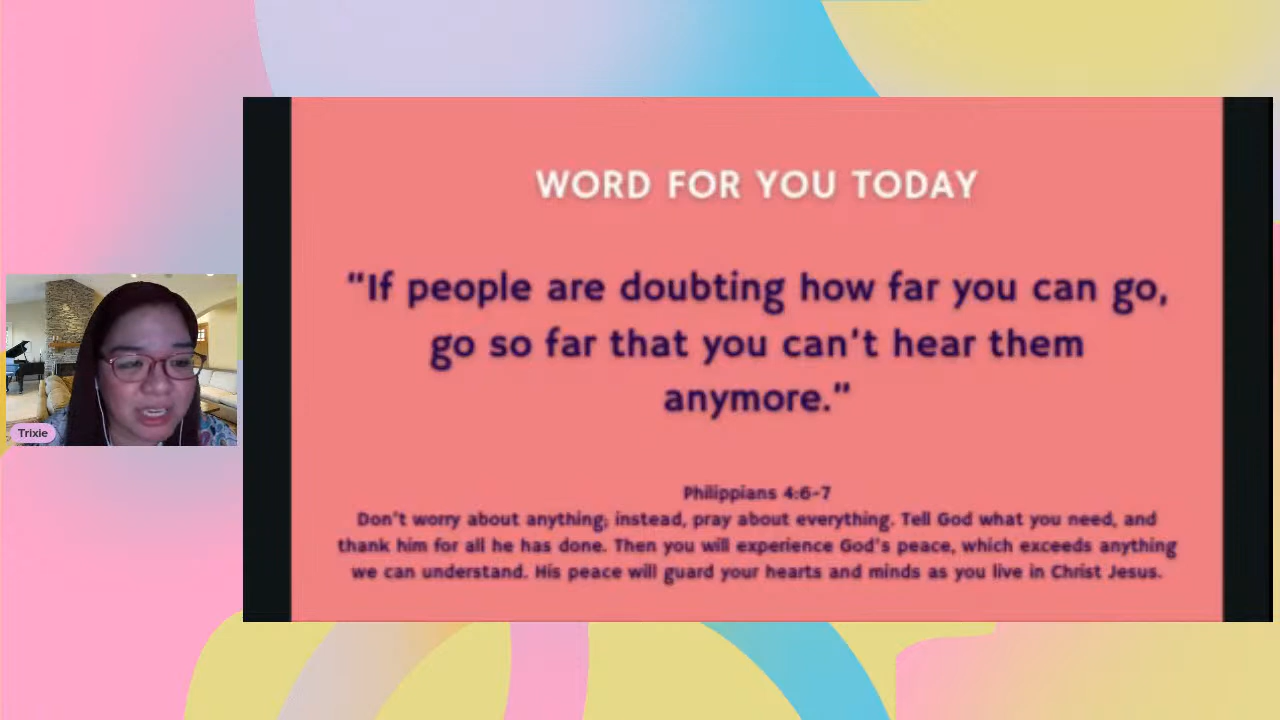 WORD FOR YOU TODAY
"If people are doubting how far you can go,
go so far that you can't hear them
anymore."
Philippians 4:6-7
Don't worry about anything; instead, pray about everything. Tell God what you need, and
thank him for all he has done. Then you will experience God's peace, which exceeds anything
we can understand. His peace will guard your hearts and minds as you live in Christ Jesus.
Trixie